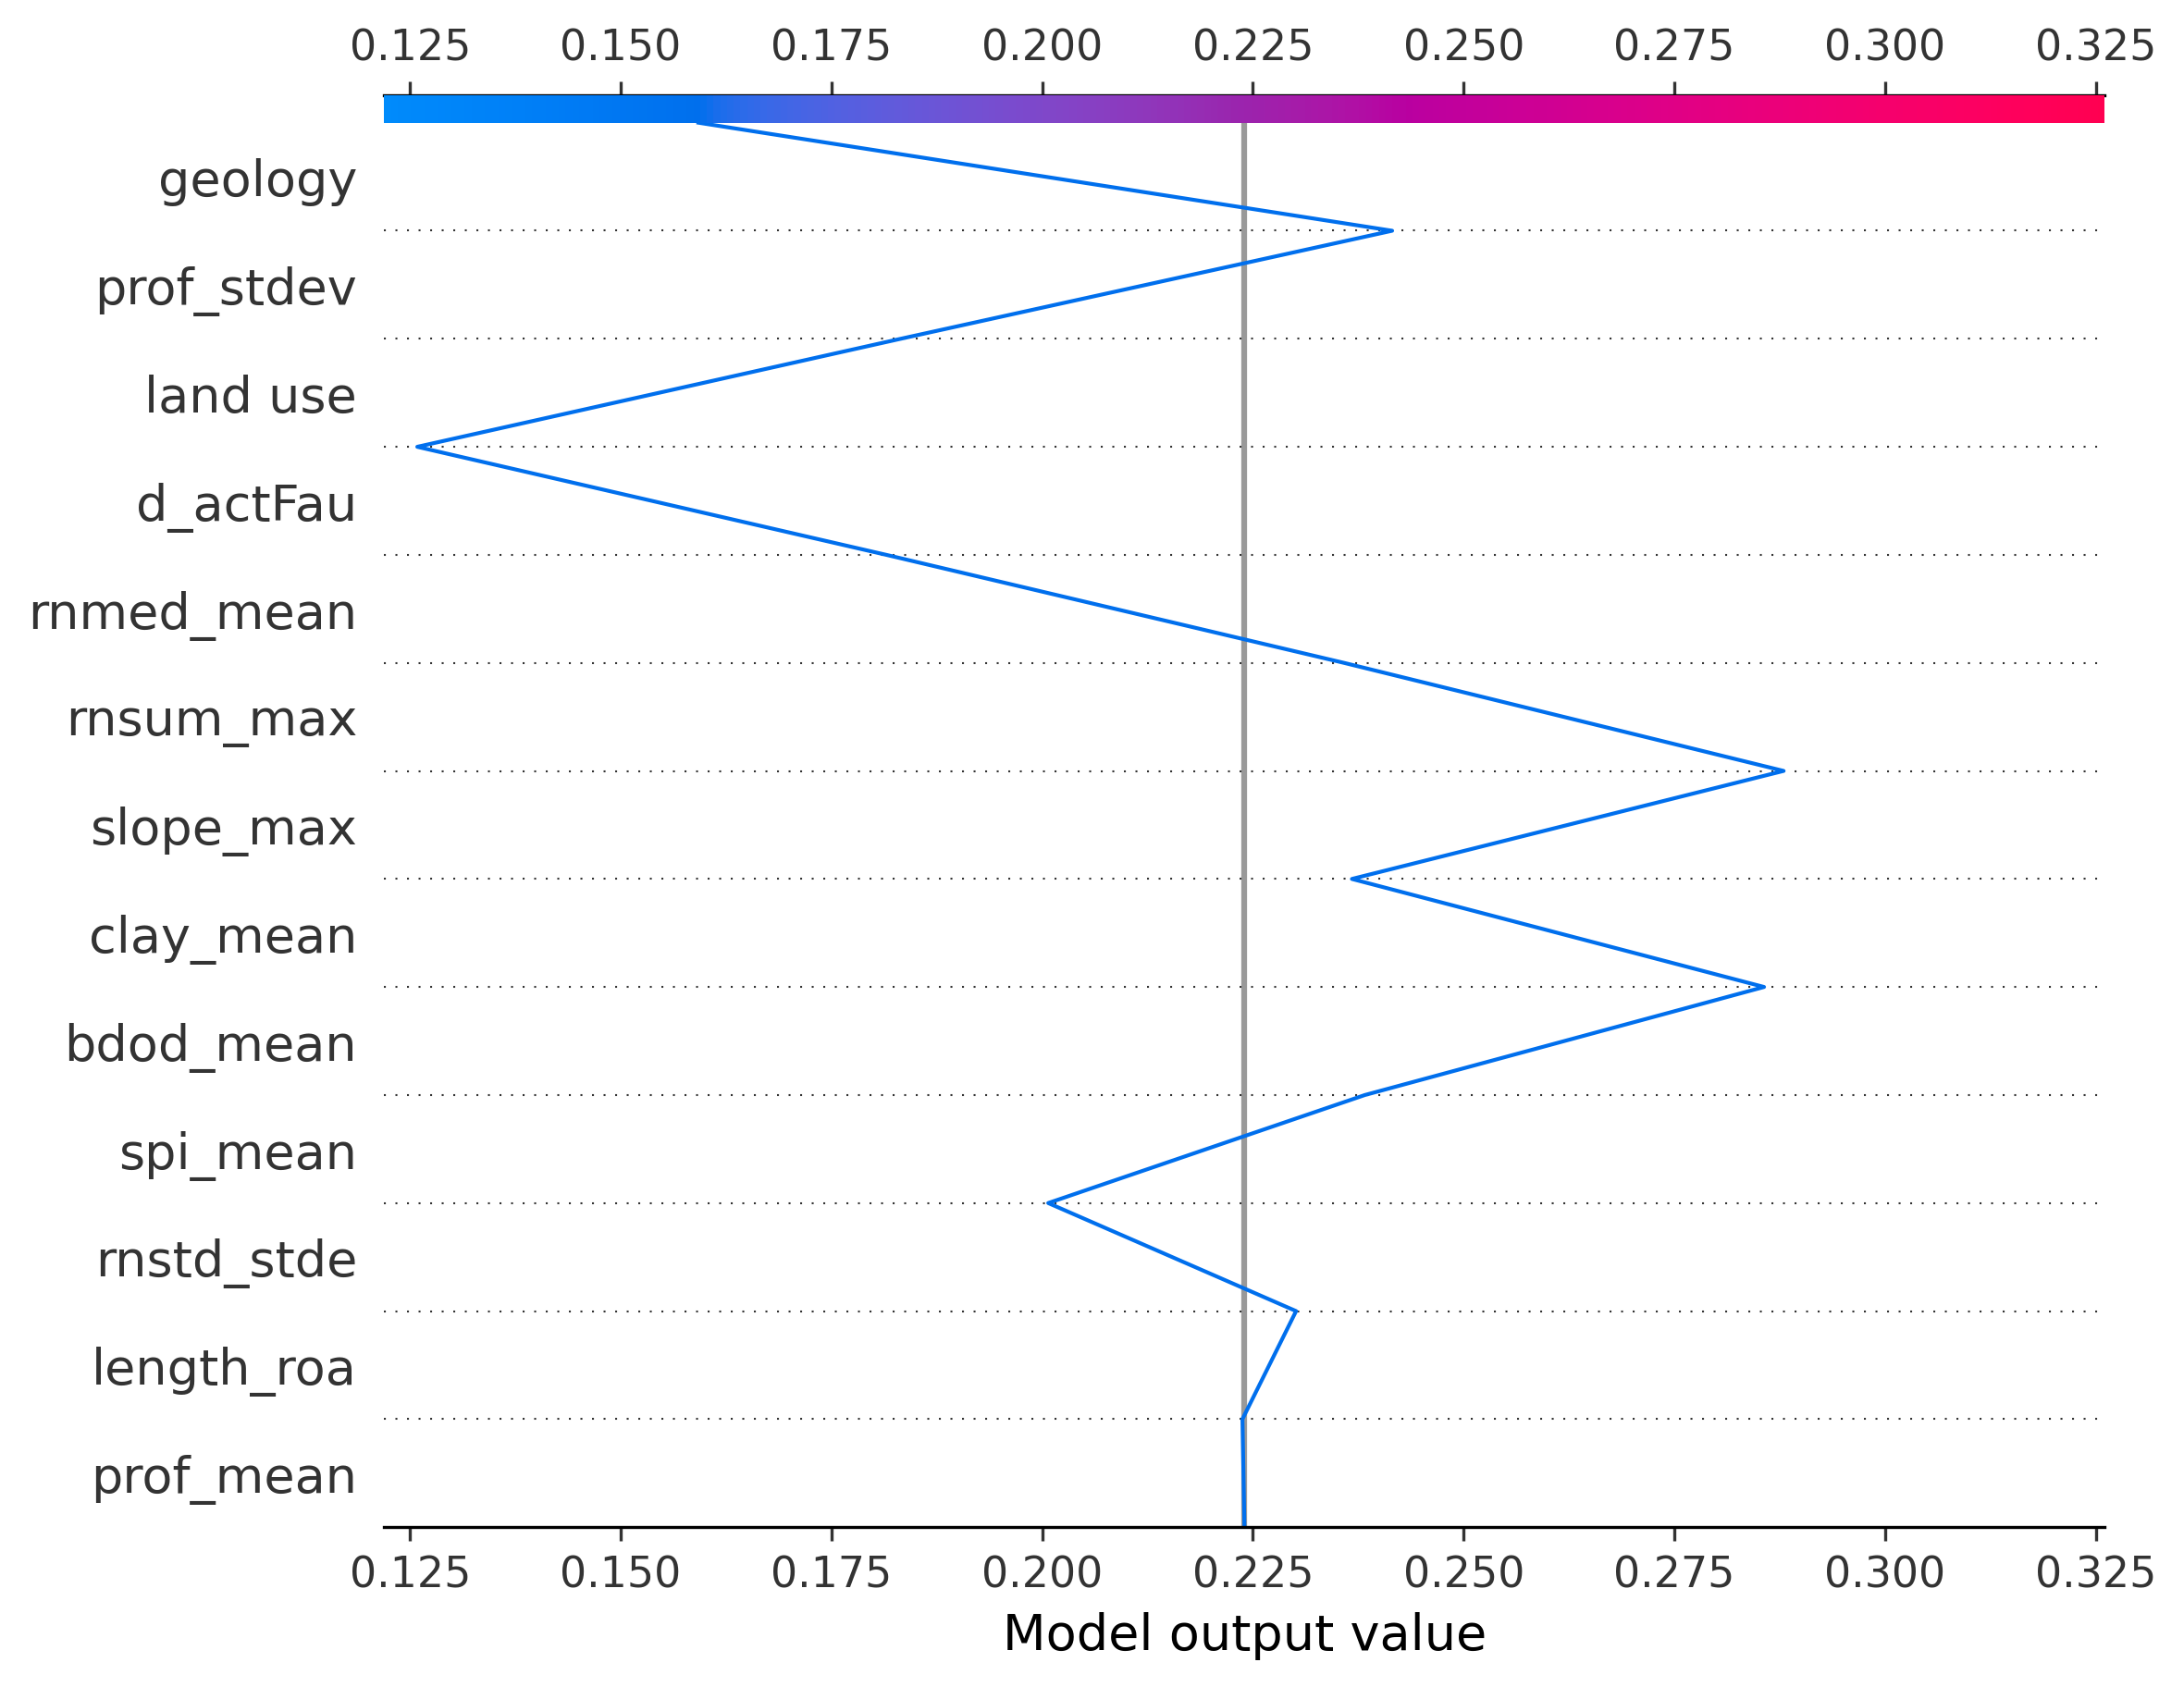 0.125 0.150 0.175 0.200 0.225 0.250 0.275 0.300 0.325
geology
prof_stdev
land use
d_actFau
rnmed_mean
rnsum_max
slope_max
clay_mean
bdod_mean
spi_mean
rnstd_stde
length_roa
prof_mean
0.125 0.150 0.175 0.200 0.225 0.250 0.275 0.300 0.325
Model output value